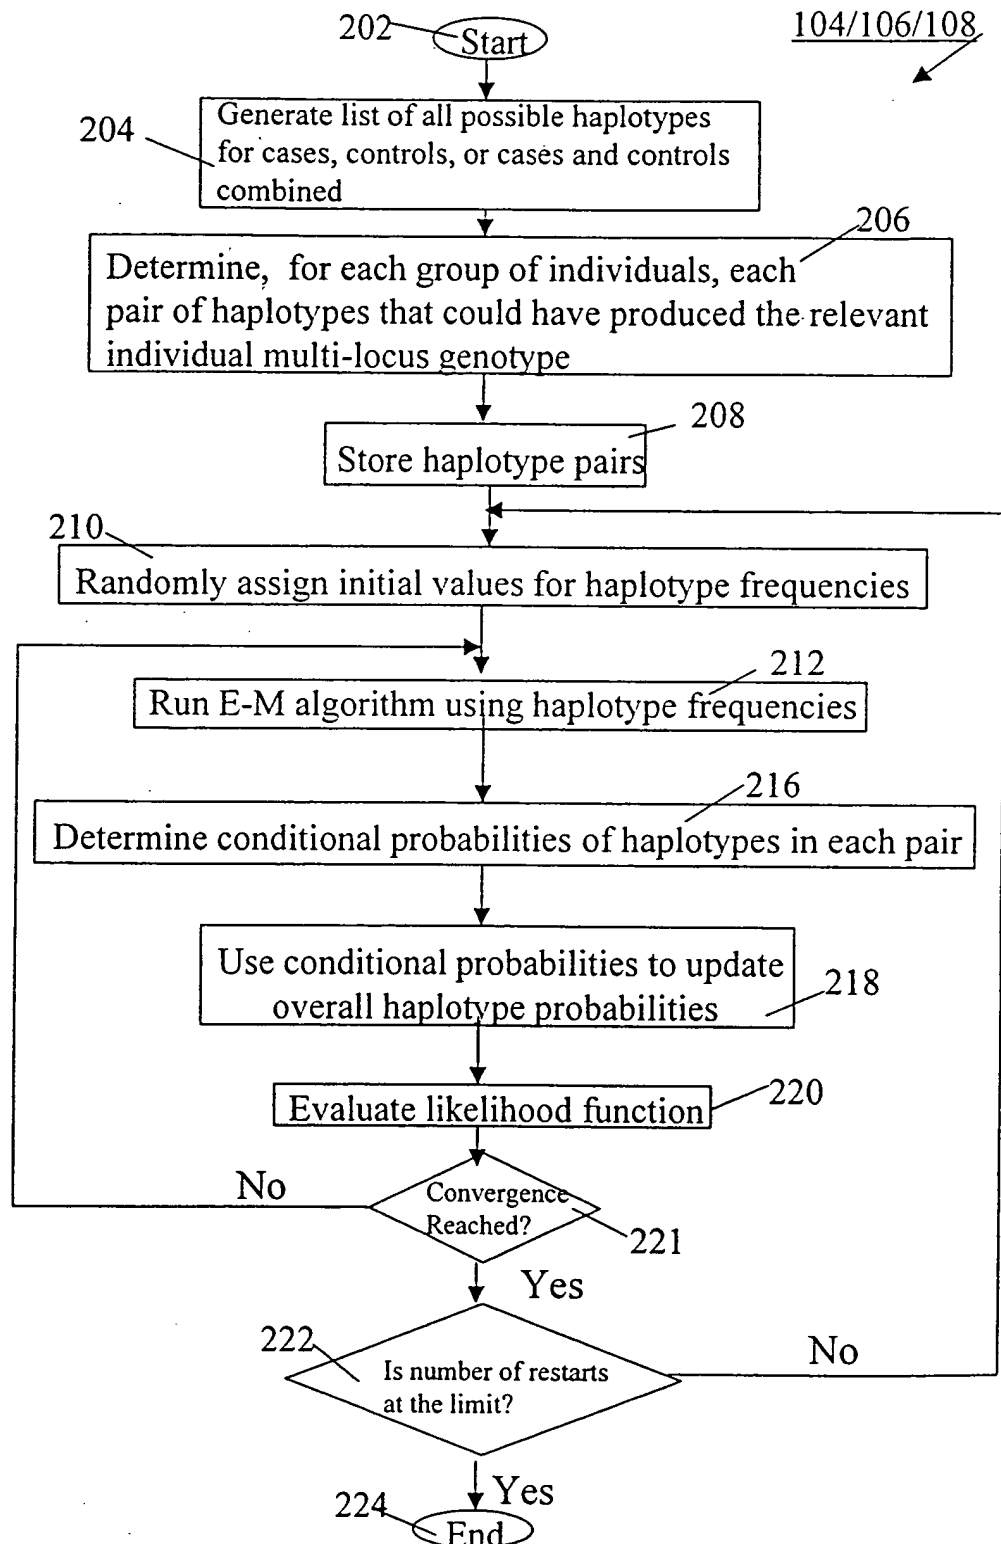 202
Start
104/106/108
204
Generate list of all possible haplotypes
for cases, controls, or cases and controls
combined
206
Determine, for each group of individuals, each
pair of haplotypes that could have produced the relevant
individual multi-locus genotype
208
Store haplotype pairs
210
Randomly assign initial values for haplotype frequencies
212
Run E-M algorithm using haplotype frequencies
216
Determine conditional probabilities of haplotypes in each pair
Use conditional probabilities to update
overall haplotype probabilities
218
Evaluate likelihood function
220
No
Convergence
Reached?
221
Yes
222
Is number of restarts
at the limit?
No
Yes
224
End